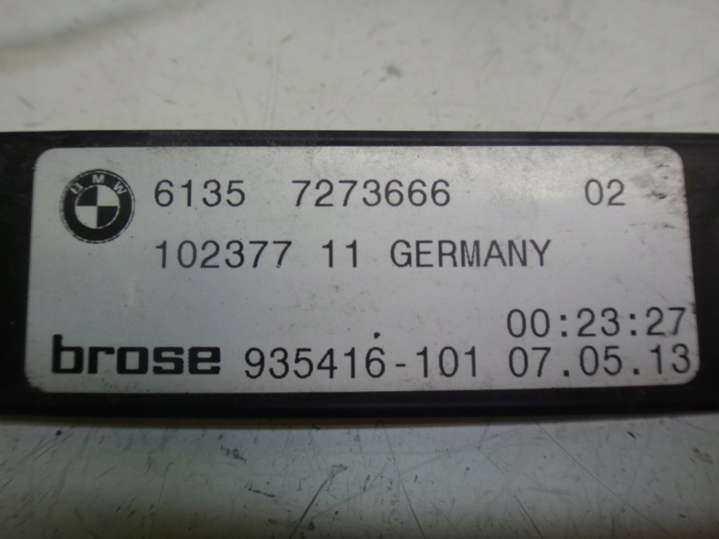 BMW
6135 7273666 02
102377 11 GERMANY
00:23:27
brose 935416-101 07.05.13